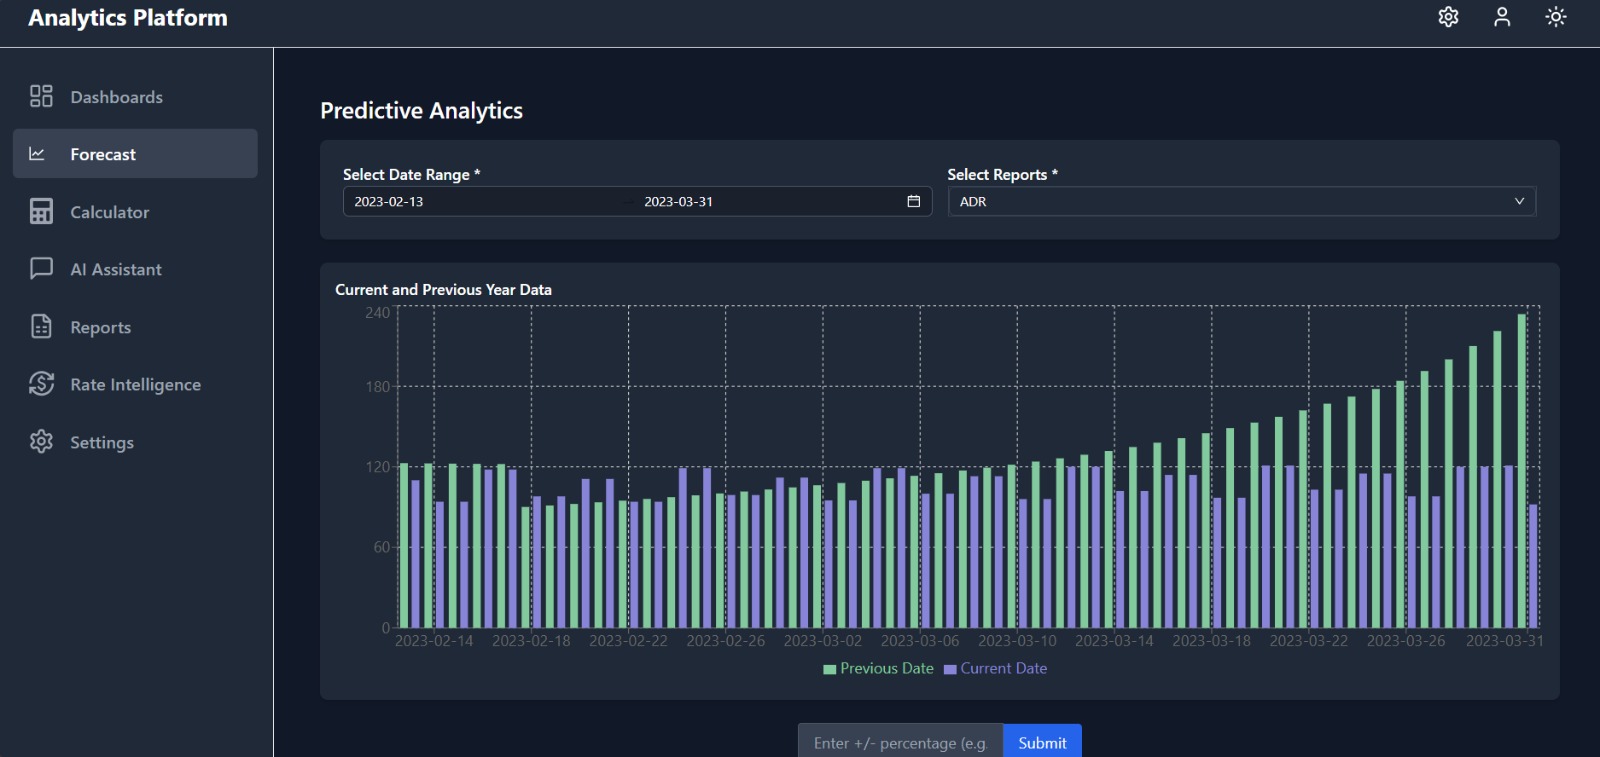 Analytics Platform
Dashboards
Forecast
Calculator
AI Assistant
Reports
Rate Intelligence
Settings
Predictive Analytics
Select Date Range *
2023-02-13 2023-03-31
Select Reports *
ADR
Current and Previous Year Data
240
180
120
60
0
2023-02-14 2023-02-18 2023-02-22 2023-02-26 2023-03-02 2023-03-06 2023-03-10 2023-03-14 2023-03-18 2023-03-22 2023-03-26 2023-03-31
Previous Date Current Date
Enter +/- percentage (e.g. Submit